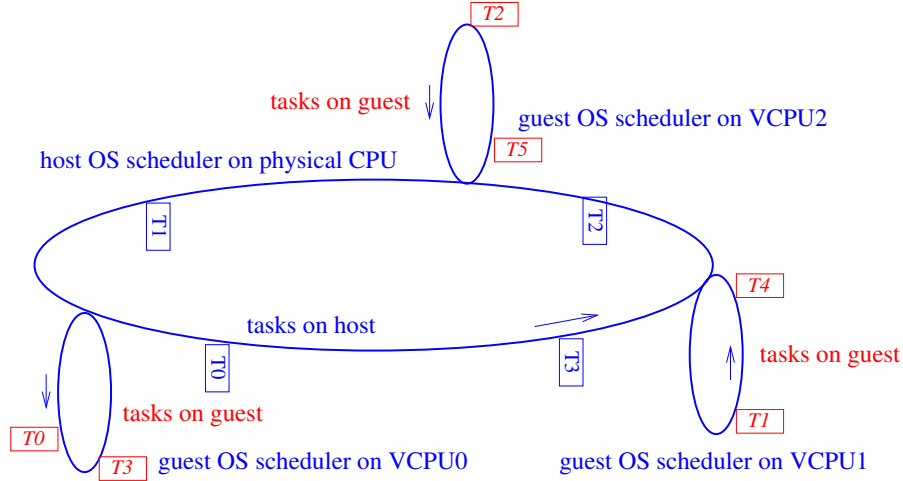 T2
tasks on guest
guest OS scheduler on VCPU2
T5
host OS scheduler on physical CPU
T1
T2
T4
tasks on host
T0
T3
tasks on guest
T0
tasks on guest
T1
T3
guest OS scheduler on VCPU0
guest OS scheduler on VCPU1